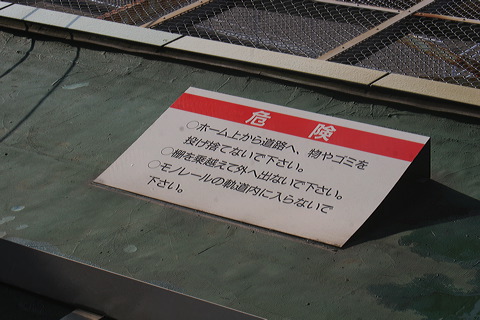 危険
○ホーム上から道路へ、物やゴミを
投げ捨てないで下さい。
○柵を乗越えて外へ出ないで下さい。
○モノレールの軌道内に入らないで
下さい。